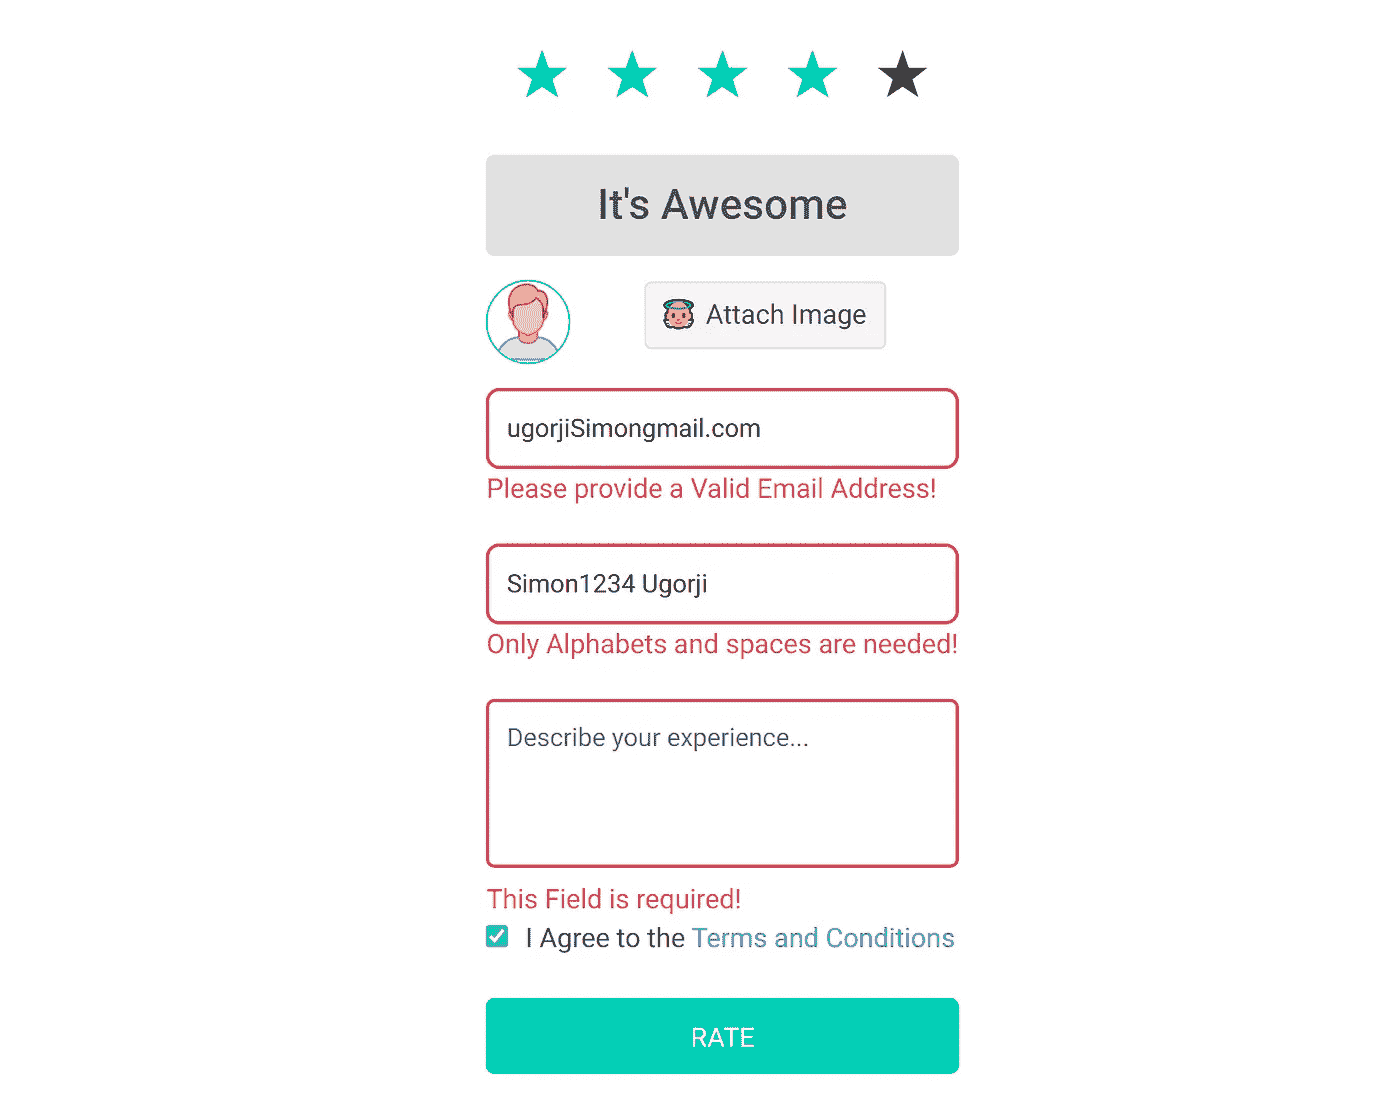 It's Awesome
Attach Image
ugorjiSimongmail.com
Please provide a Valid Email Address!
Simon1234 Ugorji
Only Alphabets and spaces are needed!
Describe your experience...
This Field is required!
I Agree to the Terms and Conditions
RATE